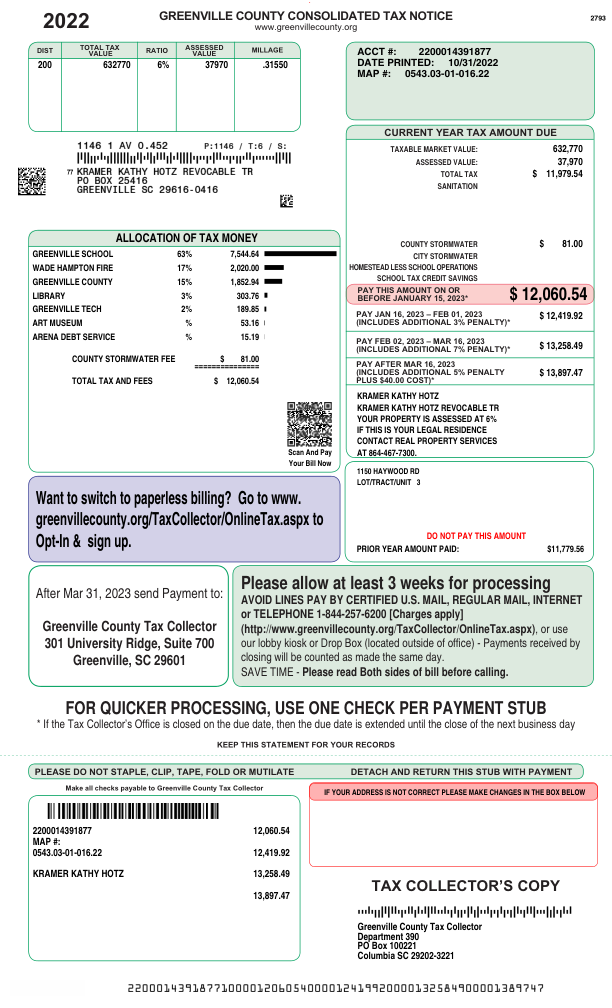 2022
GREENVILLE COUNTY CONSOLIDATED TAX NOTICE
www.greenvillecounty.org
2793
DIST TOTAL TAX VALUE RATIO ASSESSED VALUE MILLAGE
200 632770 6% 37970 .31550
ACCT #: 2200014391877
DATE PRINTED: 10/31/2022
MAP #: 0543.03-01-016.22
1146 1 AV 0.452 P:1146 / T:6 / S:
77 KRAMER KATHY HOTZ REVOCABLE TR
PO BOX 25416
GREENVILLE SC 29616-0416
CURRENT YEAR TAX AMOUNT DUE
TAXABLE MARKET VALUE: 632,770
ASSESSED VALUE: 37,970
TOTAL TAX $ 11,979.54
SANITATION
COUNTY STORMWATER $ 81.00
CITY STORMWATER
HOMESTEAD LESS SCHOOL OPERATIONS
SCHOOL TAX CREDIT SAVINGS
PAY THIS AMOUNT ON OR
BEFORE JANUARY 15, 2023* $ 12,060.54
PAY JAN 16, 2023 – FEB 01, 2023
(INCLUDES ADDITIONAL 3% PENALTY)* $ 12,419.92
PAY FEB 02, 2023 – MAR 16, 2023
(INCLUDES ADDITIONAL 7% PENALTY)* $ 13,258.49
PAY AFTER MAR 16, 2023
(INCLUDES ADDITIONAL 5% PENALTY
PLUS $40.00 COST)* $ 13,897.47
KRAMER KATHY HOTZ
KRAMER KATHY HOTZ REVOCABLE TR
YOUR PROPERTY IS ASSESSED AT 6%
IF THIS IS YOUR LEGAL RESIDENCE
CONTACT REAL PROPERTY SERVICES
AT 864-467-7300.
ALLOCATION OF TAX MONEY
GREENVILLE SCHOOL 63% 7,544.64
WADE HAMPTON FIRE 17% 2,020.00
GREENVILLE COUNTY 15% 1,852.94
LIBRARY 3% 303.76
GREENVILLE TECH 2% 189.85
ART MUSEUM % 53.16
ARENA DEBT SERVICE % 15.19
COUNTY STORMWATER FEE $ 81.00
===============
TOTAL TAX AND FEES $ 12,060.54
Scan And Pay
Your Bill Now
1150 HAYWOOD RD
LOT/TRACT/UNIT 3
DO NOT PAY THIS AMOUNT
PRIOR YEAR AMOUNT PAID: $11,779.56
Want to switch to paperless billing? Go to www.
greenvillecounty.org/TaxCollector/OnlineTax.aspx to
Opt-In & sign up.
After Mar 31, 2023 send Payment to:
Greenville County Tax Collector
301 University Ridge, Suite 700
Greenville, SC 29601
Please allow at least 3 weeks for processing
AVOID LINES PAY BY CERTIFIED U.S. MAIL, REGULAR MAIL, INTERNET
or TELEPHONE 1-844-257-6200 [Charges apply]
(http://www.greenvillecounty.org/TaxCollector/OnlineTax.aspx), or use
our lobby kiosk or Drop Box (located outside of office) - Payments received by
closing will be counted as made the same day.
SAVE TIME - Please read Both sides of bill before calling.
FOR QUICKER PROCESSING, USE ONE CHECK PER PAYMENT STUB
* If the Tax Collector's Office is closed on the due date, then the due date is extended until the close of the next business day
KEEP THIS STATEMENT FOR YOUR RECORDS
PLEASE DO NOT STAPLE, CLIP, TAPE, FOLD OR MUTILATE
DETACH AND RETURN THIS STUB WITH PAYMENT
Make all checks payable to Greenville County Tax Collector
IF YOUR ADDRESS IS NOT CORRECT PLEASE MAKE CHANGES IN THE BOX BELOW
2200014391877 12,060.54
MAP #:
0543.03-01-016.22 12,419.92
KRAMER KATHY HOTZ 13,258.49
13,897.47
TAX COLLECTOR'S COPY
Greenville County Tax Collector
Department 390
PO Box 100221
Columbia SC 29202-3221
2200014391877100001206054000012419920000132584900001389747